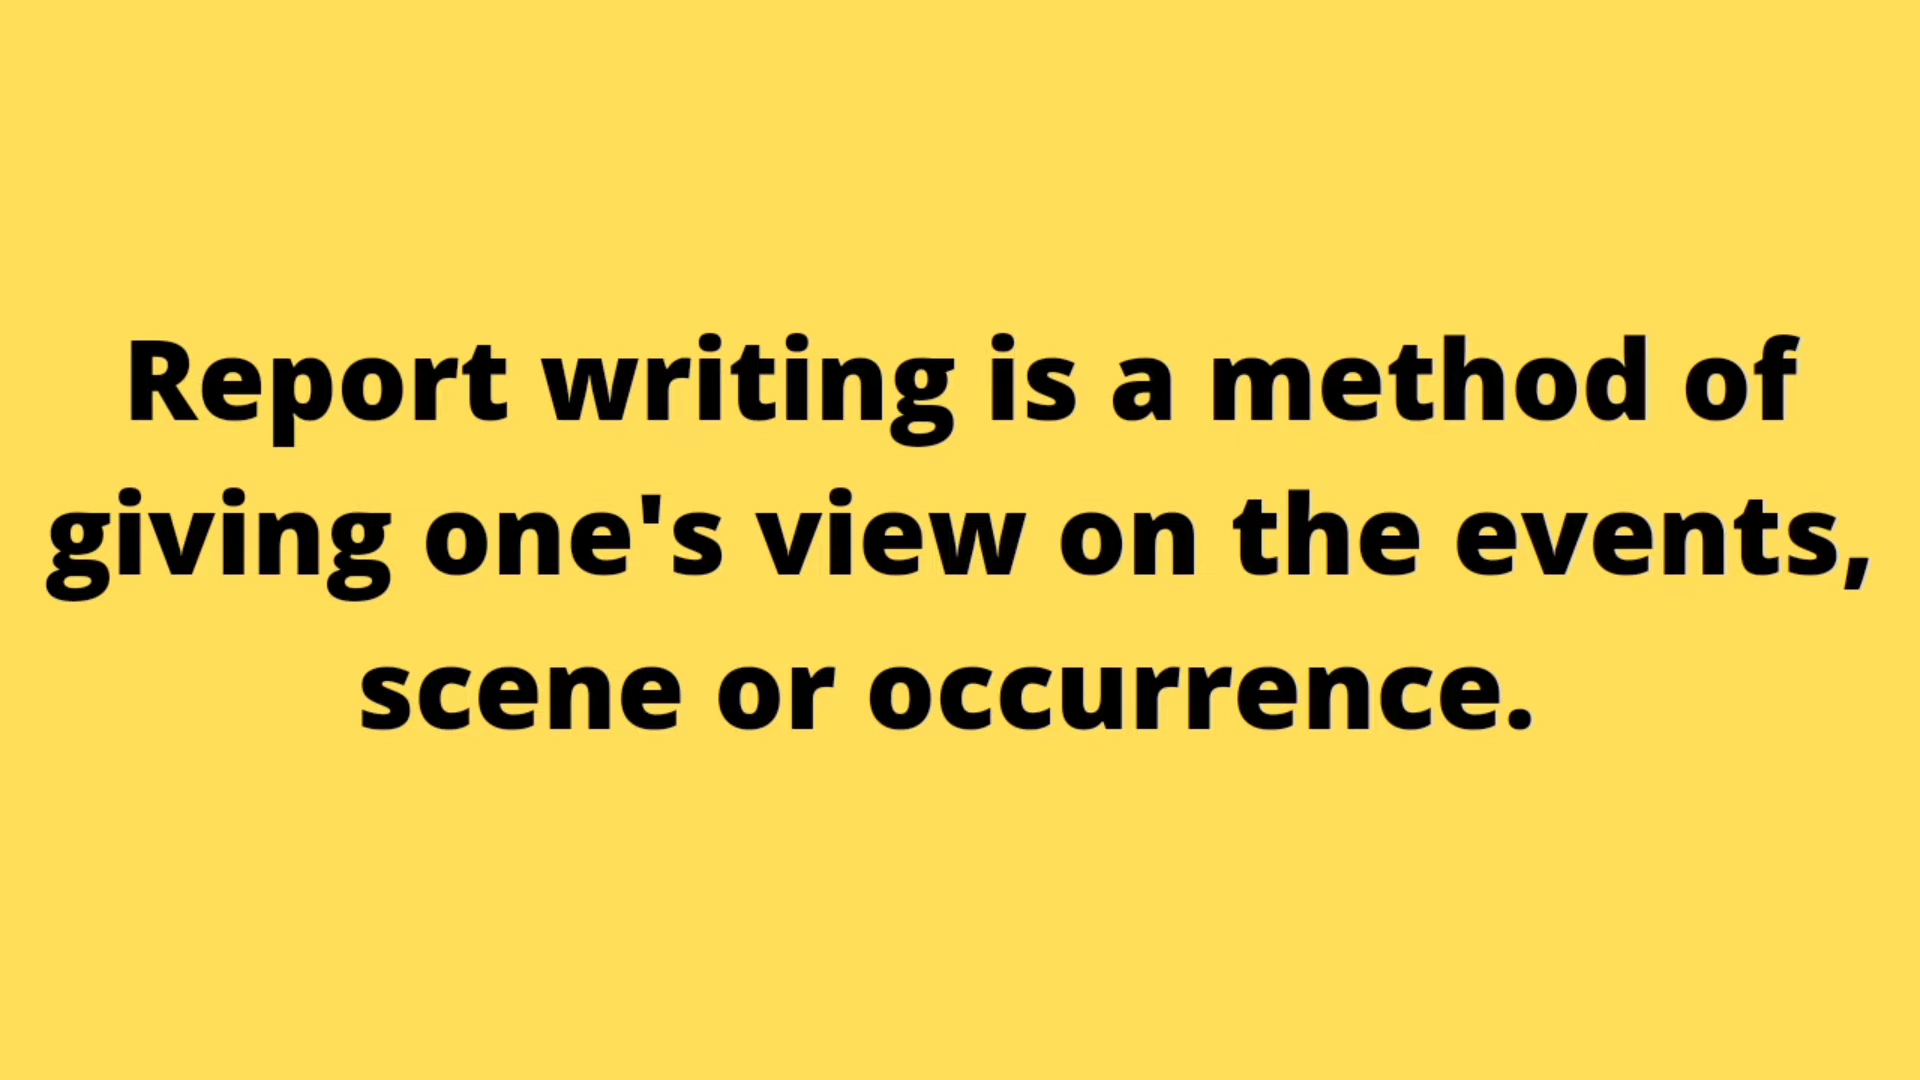 Report writing is a method of
giving one's view on the events,
scene or occurrence.